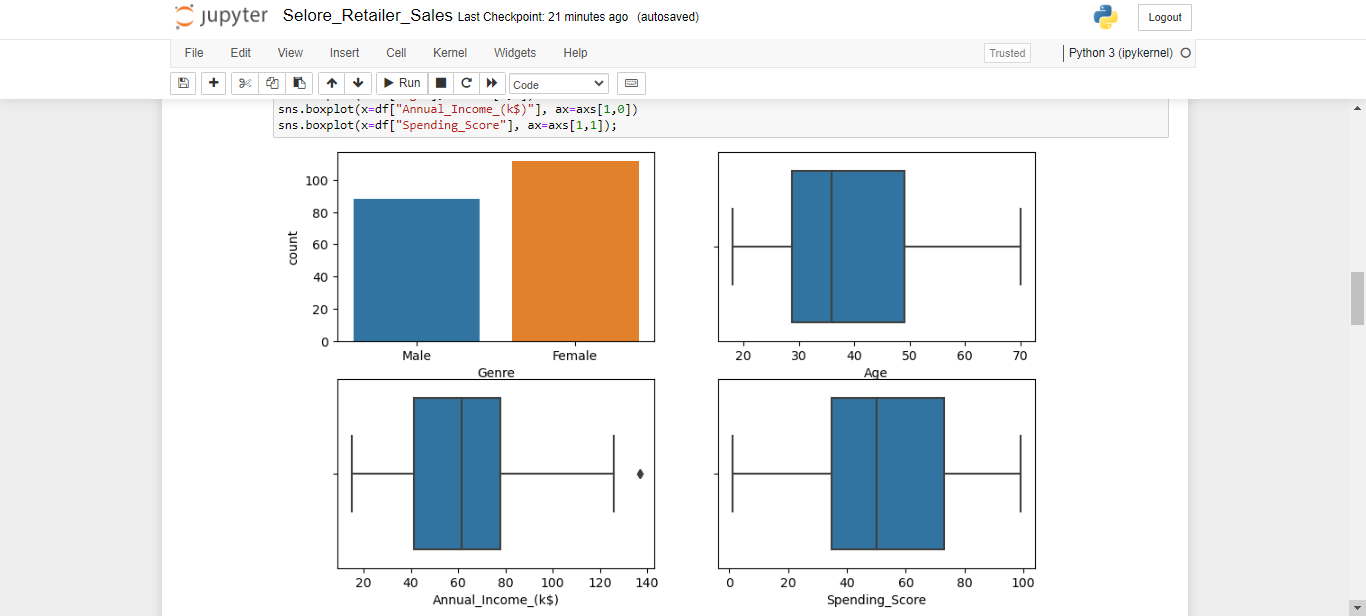 jupyter Selore_Retailer_Sales Last Checkpoint: 21 minutes ago (autosaved)
Logout
File Edit View Insert Cell Kernel Widgets Help
Trusted
Python 3 (ipykernel)
Run
Code
sns.boxplot(x=df["Annual_Income_(k$)"], ax=axs[1,0])
sns.boxplot(x=df["Spending_Score"], ax=axs[1,1]);
count
100
80
60
40
20
0
Male Female
Genre
20 30 40 50 60 70
Age
20 40 60 80 100 120 140
Annual_Income_(k$)
0 20 40 60 80 100
Spending_Score